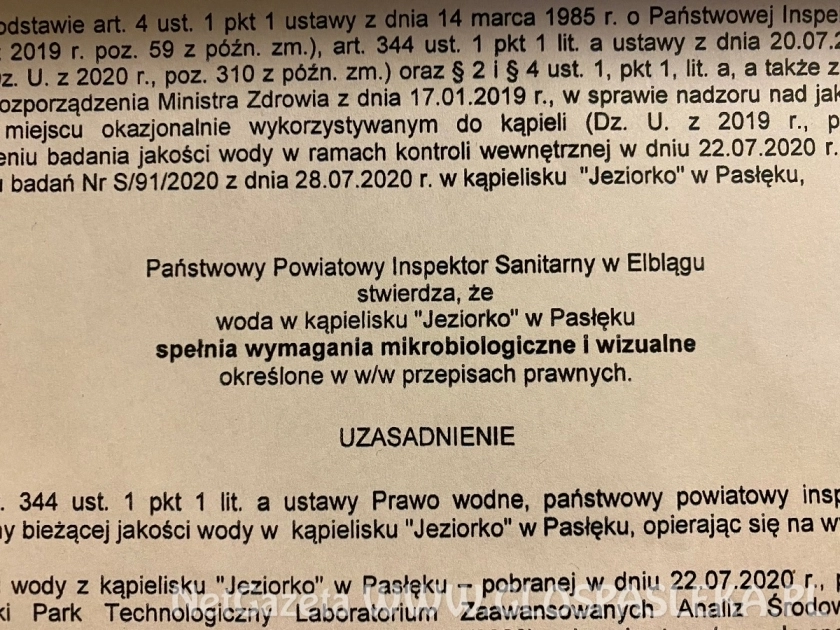 odstawie art. 4 ust. 1 pkt 1 ustawy z dnia 14 marca 1985 r. o Państwowej Inspe
2019 r. poz. 59 z późn. zm.), art. 344 ust. 1 pkt 1 lit. a ustawy z dnia 20.07.2
z. U. z 2020 r., poz. 310 z późn. zm.) oraz § 2 i § 4 ust. 1, pkt 1, lit. a, a także z
ozporządzenia Ministra Zdrowia z dnia 17.01.2019 r., w sprawie nadzoru nad jak
miejscu okazjonalnie wykorzystywanym do kąpieli (Dz. U. z 2019 r., p
eniu badania jakości wody w ramach kontroli wewnętrznej w dniu 22.07.2020 r.
u badań Nr S/91/2020 z dnia 28.07.2020 r. w kąpielisku "Jeziorko" w Pasłęku,
Państwowy Powiatowy Inspektor Sanitarny w Elblągu
stwierdza, że
woda w kąpielisku "Jeziorko" w Pasłęku
spełnia wymagania mikrobiologiczne i wizualne
określone w w/w przepisach prawnych.
UZASADNIENIE
. 344 ust. 1 pkt 1 lit. a ustawy Prawo wodne, państwowy powiatowy insp
ny bieżącej jakości wody w kąpielisku "Jeziorko" w Pasłęku, opierając się na w
wody z kąpieliska "Jeziorko" w Pasłęku – pobranej w dniu 22.07.2020 r., p
ki Park Technologiczny Laboratorium Zaawansowanych Analiz Środow
NetGazeta WWW.GLOSPASLEKA.PL